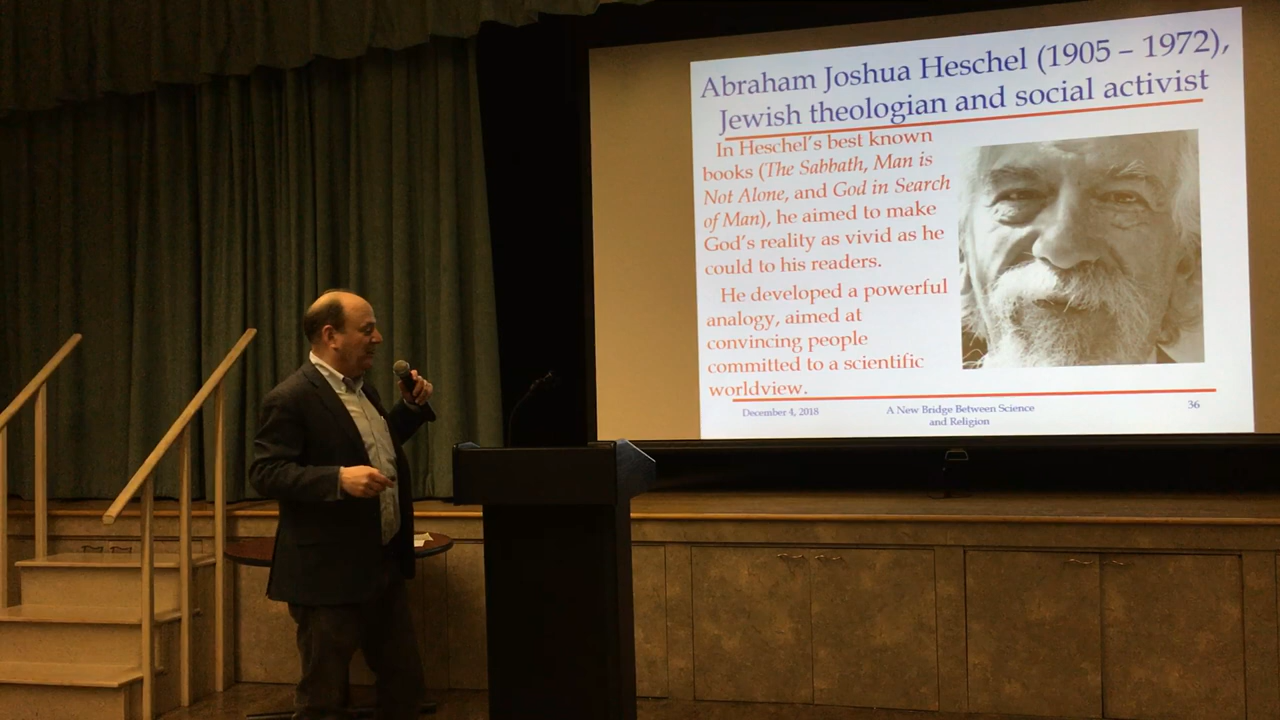 Abraham Joshua Heschel (1905 – 1972),
Jewish theologian and social activist
In Heschel's best known
books (The Sabbath, Man is
Not Alone, and God in Search
of Man), he aimed to make
God's reality as vivid as he
could to his readers.
He developed a powerful
analogy, aimed at
convincing people
committed to a scientific
worldview.
December 4, 2018
A New Bridge Between Science
and Religion
36